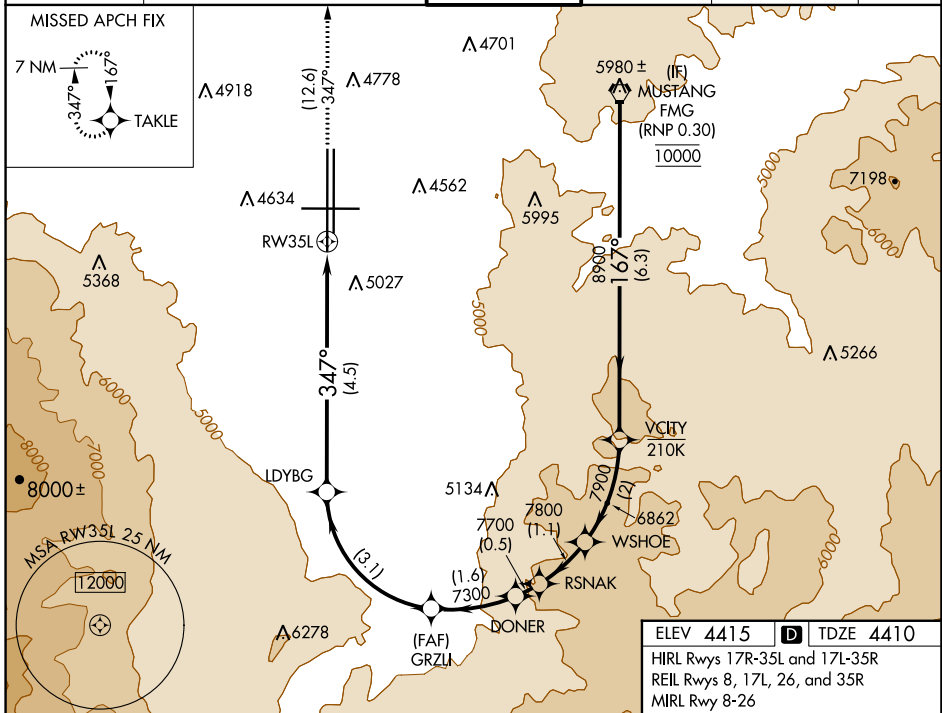 MISSED APCH FIX
7 NM
347°
167°
TAKLE
4918
(12.6)
347°
4778
4701
5980 ±
(IF)
MUSTANG
FMG
(RNP 0.30)
10000
5000
7198
6000
4634
4562
5995
RW35L
5027
5368
8900
167°
(6.3)
5000
5266
347°
(4.5)
6000
5000
7000
8000
8000 ±
VCITY
210K
LDYBG
5134
7900
(2)
7800
(1.1)
6862
7700
(0.5)
WSHOE
6000
MSA RW35L 25 NM
12000
(3.1)
(1.6)
7300
RSNAK
DONER
6278
(FAF)
GRZLI
ELEV 4415 D TDZE 4410
HIRL Rwys 17R-35L and 17L-35R
REIL Rwys 8, 17L, 26, and 35R
MIRL Rwy 8-26